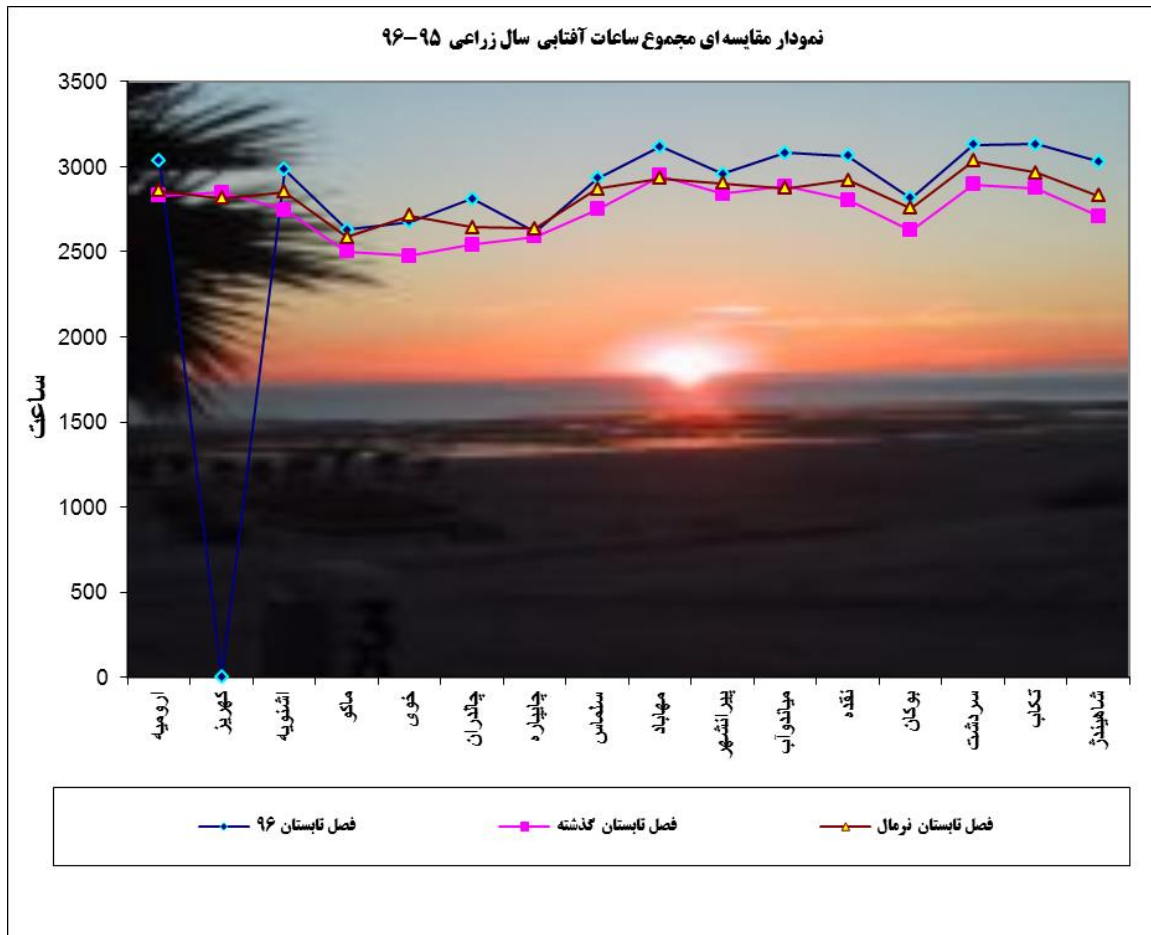 نمودار مقایسه ای مجموع ساعات آفتابی سال زراعی ۹۵-۹۶
3500
3000
2500
2000
1500
1000
500
0
ساعت
ارومیه
کهریز
اشنویه
ماکو
خوی
چالدران
چایپاره
سلماس
مهاباد
پیرانشهر
میاندوآب
نقده
بوکان
سردشت
تکاب
شاهیندژ
فصل تابستان ۹۶
فصل تابستان گذشته
فصل تابستان نرمال